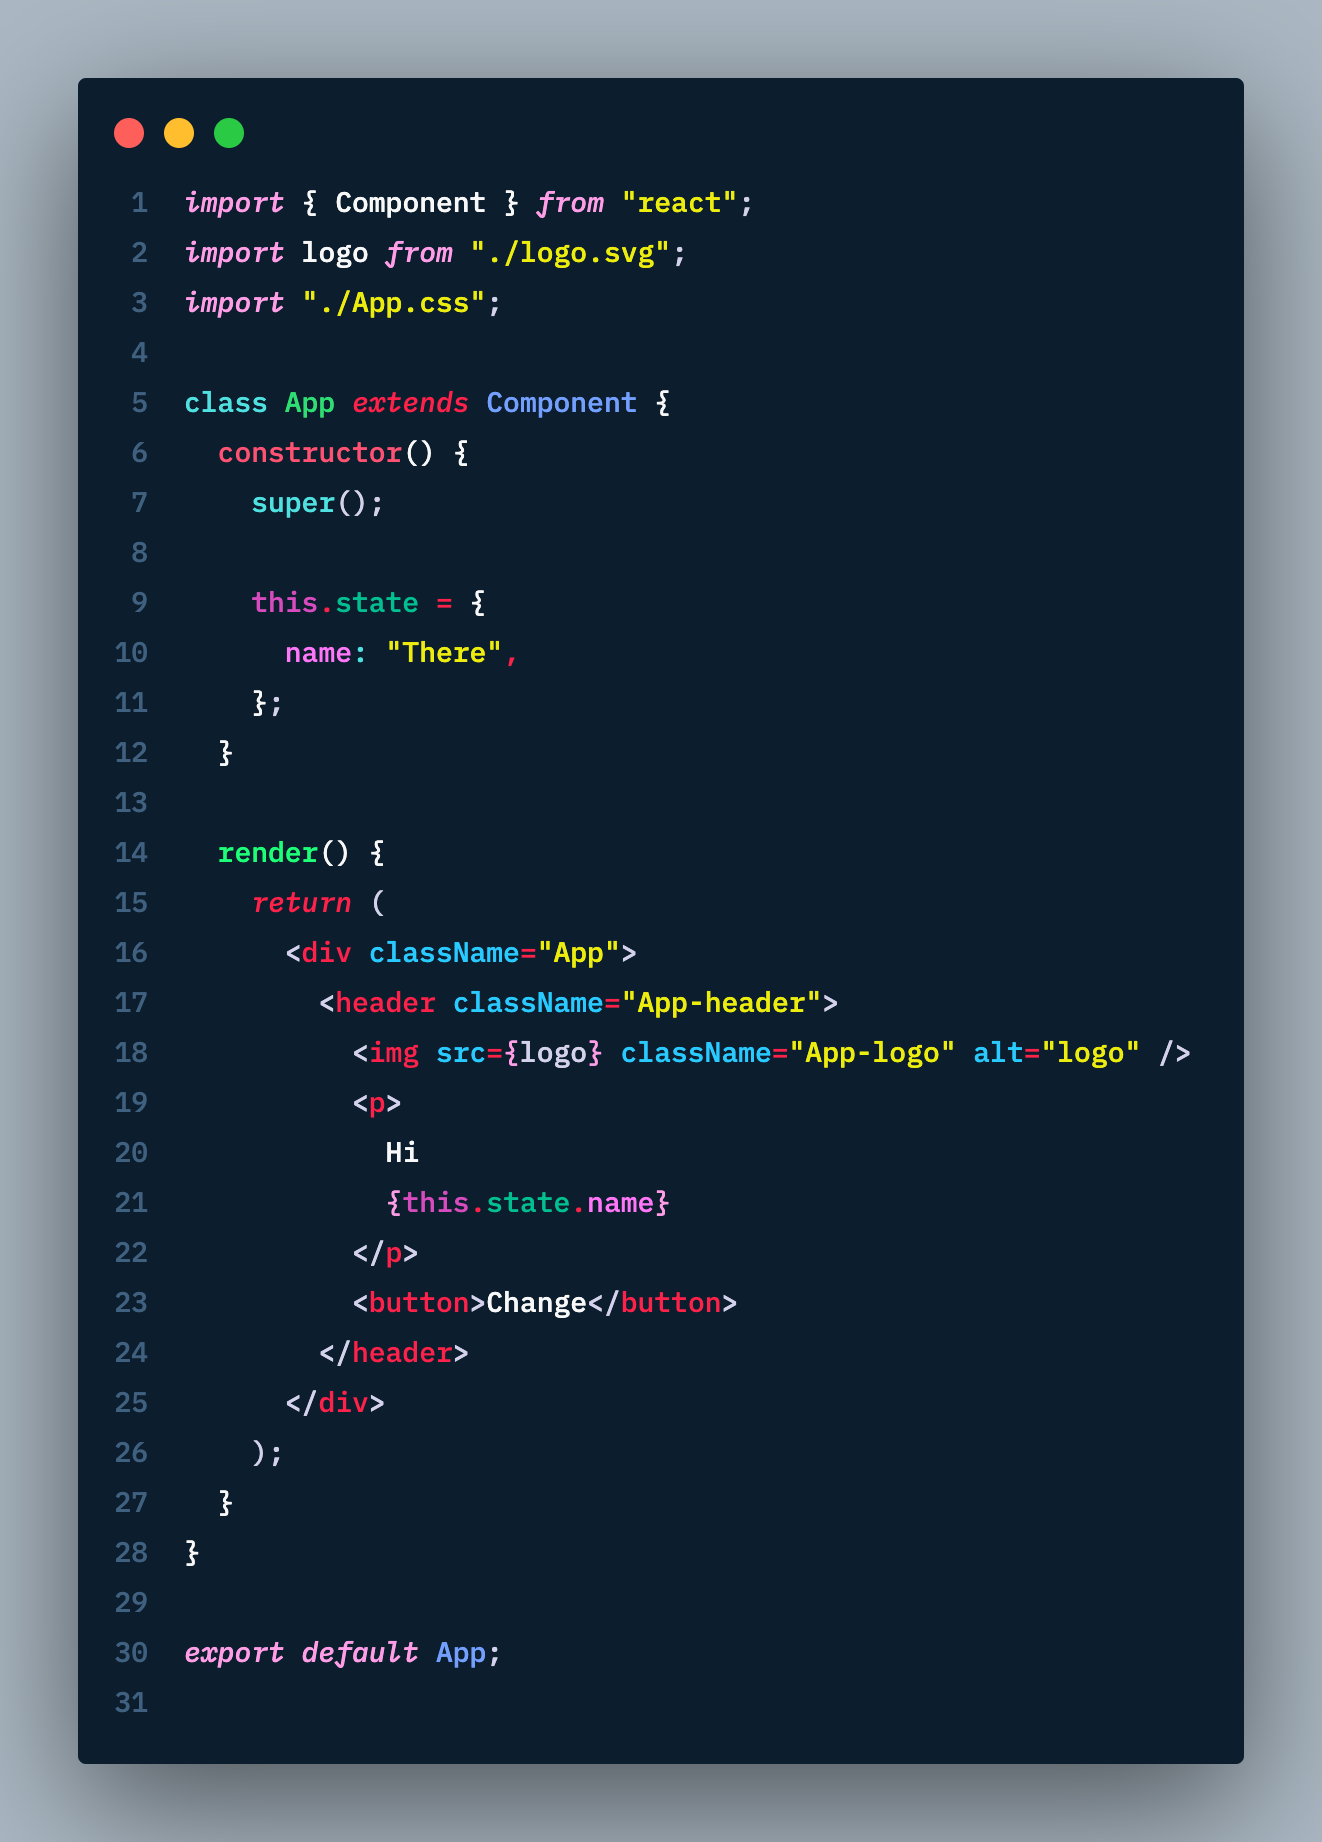 1 import { Component } from "react";
2 import logo from "./logo.svg";
3 import "./App.css";
4
5 class App extends Component {
6   constructor() {
7     super();
8
9     this.state = {
10       name: "There",
11     };
12   }
13
14   render() {
15     return (
16       <div className="App">
17         <header className="App-header">
18           <img src={logo} className="App-logo" alt="logo" />
19           <p>
20             Hi
21             {this.state.name}
22           </p>
23           <button>Change</button>
24         </header>
25       </div>
26     );
27   }
28 }
29
30 export default App;
31